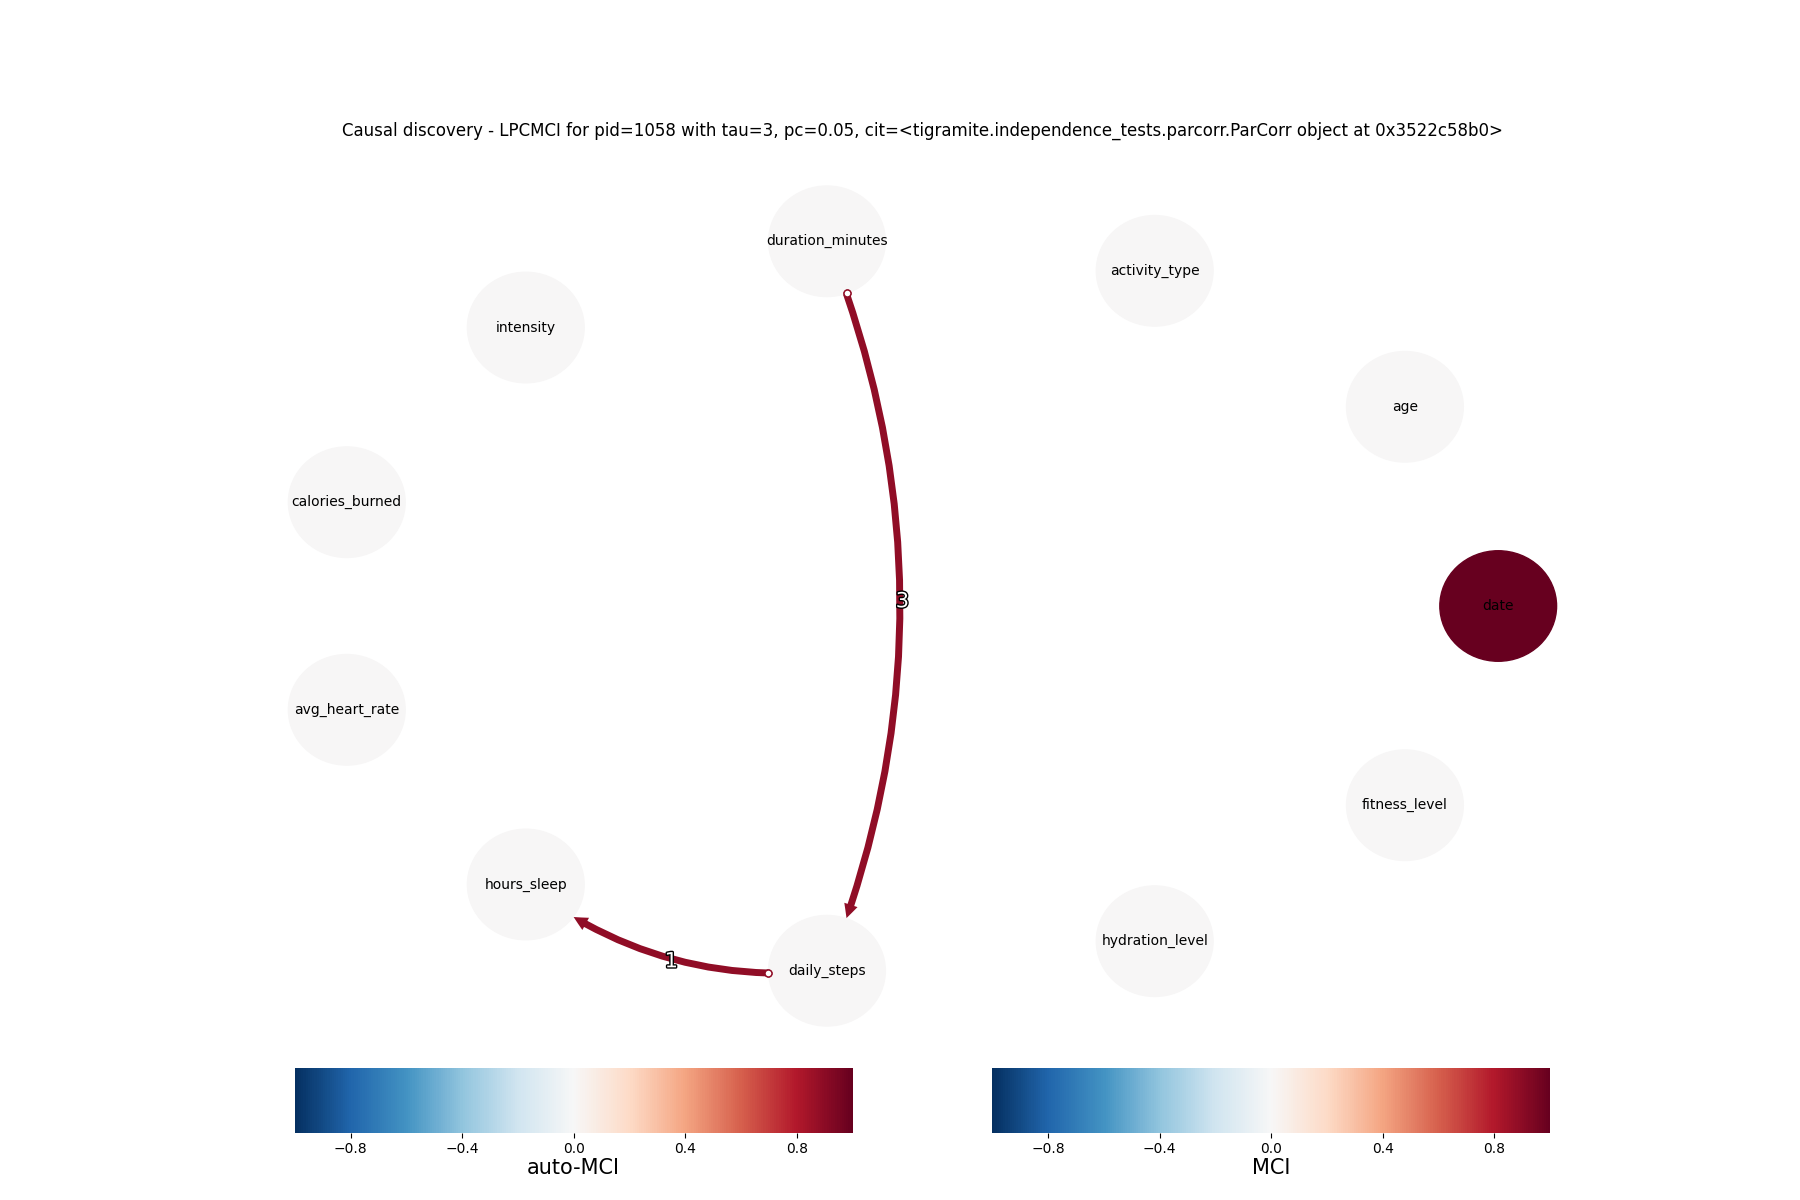 Causal discovery - LPCMCI for pid=1058 with tau=3, pc=0.05, cit=<tigramite.independence_tests.parcorr.ParCorr object at 0x3522c58b0>
duration_minutes
activity_type
intensity
age
calories_burned
3
date
avg_heart_rate
fitness_level
hours_sleep
hydration_level
1
daily_steps
−0.8 −0.4 0.0 0.4 0.8
auto-MCI
−0.8 −0.4 0.0 0.4 0.8
MCI